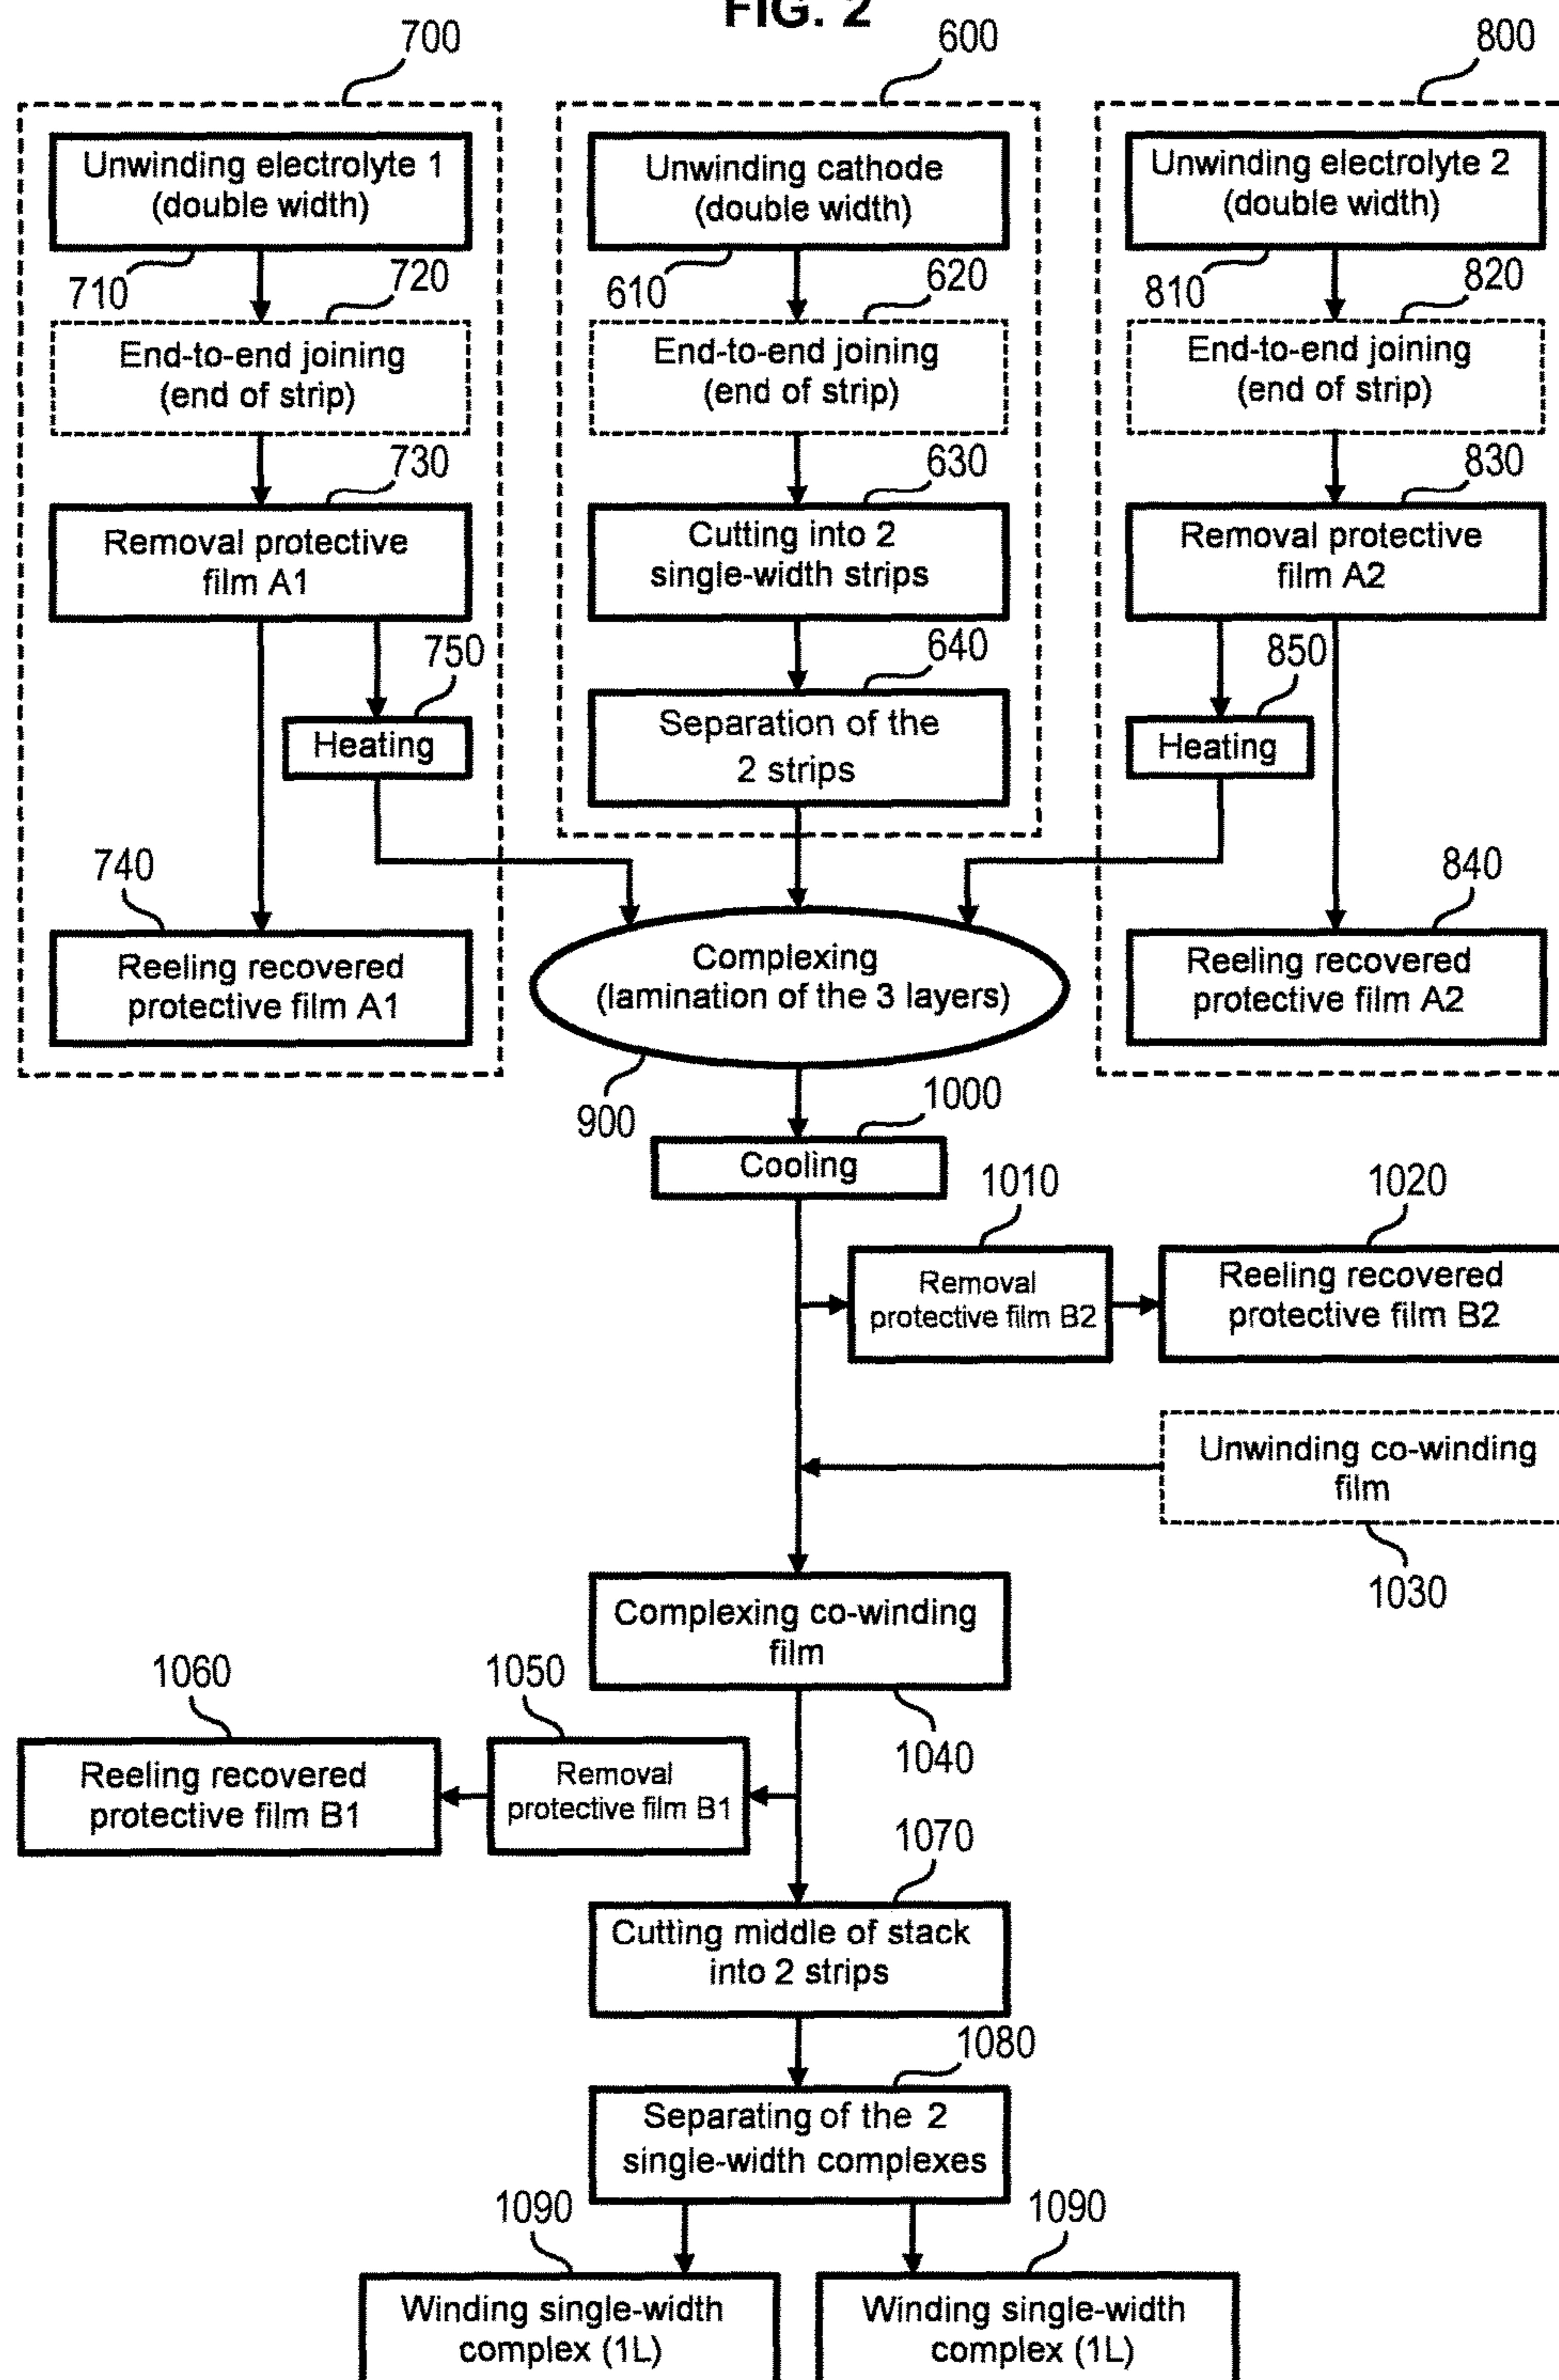 FIG. 2
700
600
800
Unwinding electrolyte 1
(double width)
Unwinding cathode
(double width)
Unwinding electrolyte 2
(double width)
710
720
610
620
810
820
End-to-end joining
(end of strip)
End-to-end joining
(end of strip)
End-to-end joining
(end of strip)
730
630
830
Removal protective
film A1
Cutting into 2
single-width strips
Removal protective
film A2
750
640
850
Heating
Separation of the
2 strips
Heating
740
840
Reeling recovered
protective film A1
Complexing
(lamination of the 3 layers)
Reeling recovered
protective film A2
900
1000
Cooling
1010
1020
Removal
protective film B2
Reeling recovered
protective film B2
Unwinding co-winding
film
1030
Complexing co-winding
film
1060
1050
1040
Reeling recovered
protective film B1
Removal
protective film B1
1070
Cutting middle of stack
into 2 strips
1080
Separating of the 2
single-width complexes
1090
1090
Winding single-width
complex (1L)
Winding single-width
complex (1L)